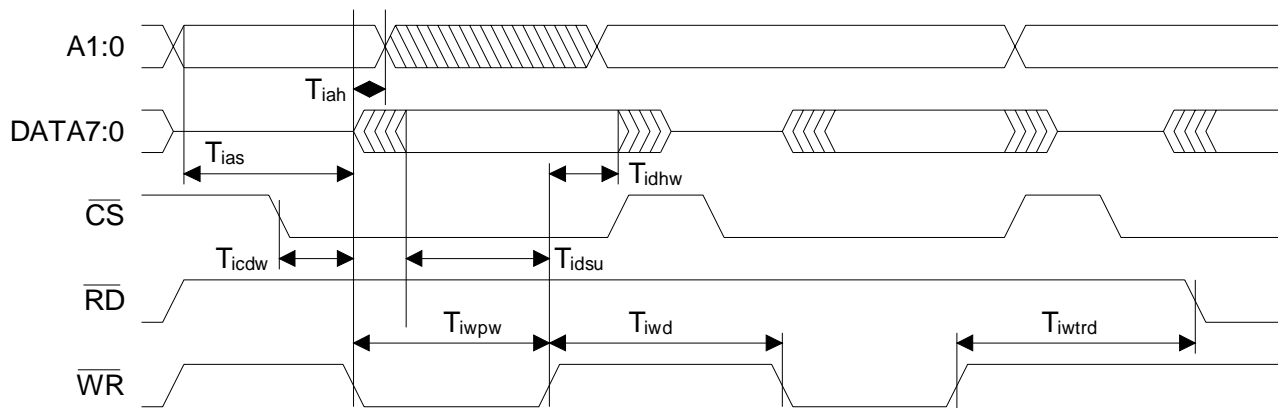 A1:0
Tiah
DATA7:0
Tias
Tidhw
CS
Ticdw
Tidsu
RD
Tiwpw
Tiwd
Tiwtrd
WR